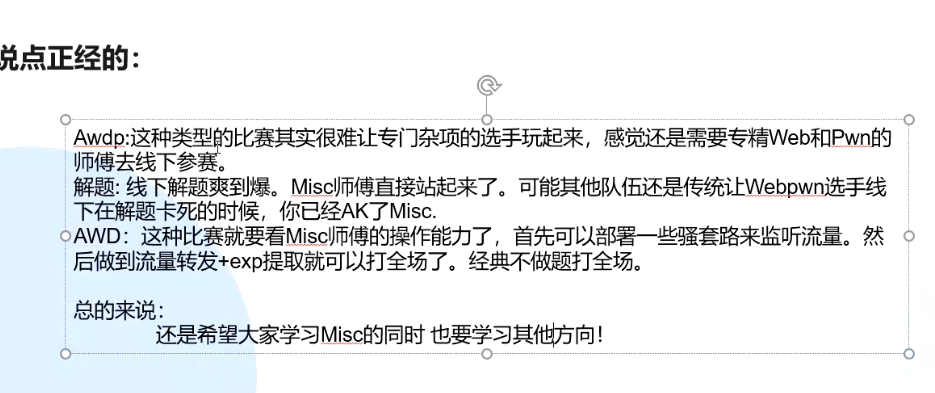 说点正经的：
Awdp:这种类型的比赛其实很难让专门杂项的选手玩起来，感觉还是需要专精Web和Pwn的
师傅去线下参赛。
解题: 线下解题爽到爆。Misc师傅直接站起来了。可能其他队伍还是传统让Webpwn选手线
下在解题卡死的时候，你已经AK了Misc.
AWD：这种比赛就要看Misc师傅的操作能力了，首先可以部署一些骚套路来监听流量。然
后做到流量转发+exp提取就可以打全场了。经典不做题打全场。
总的来说：
还是希望大家学习Misc的同时 也要学习其他方向！